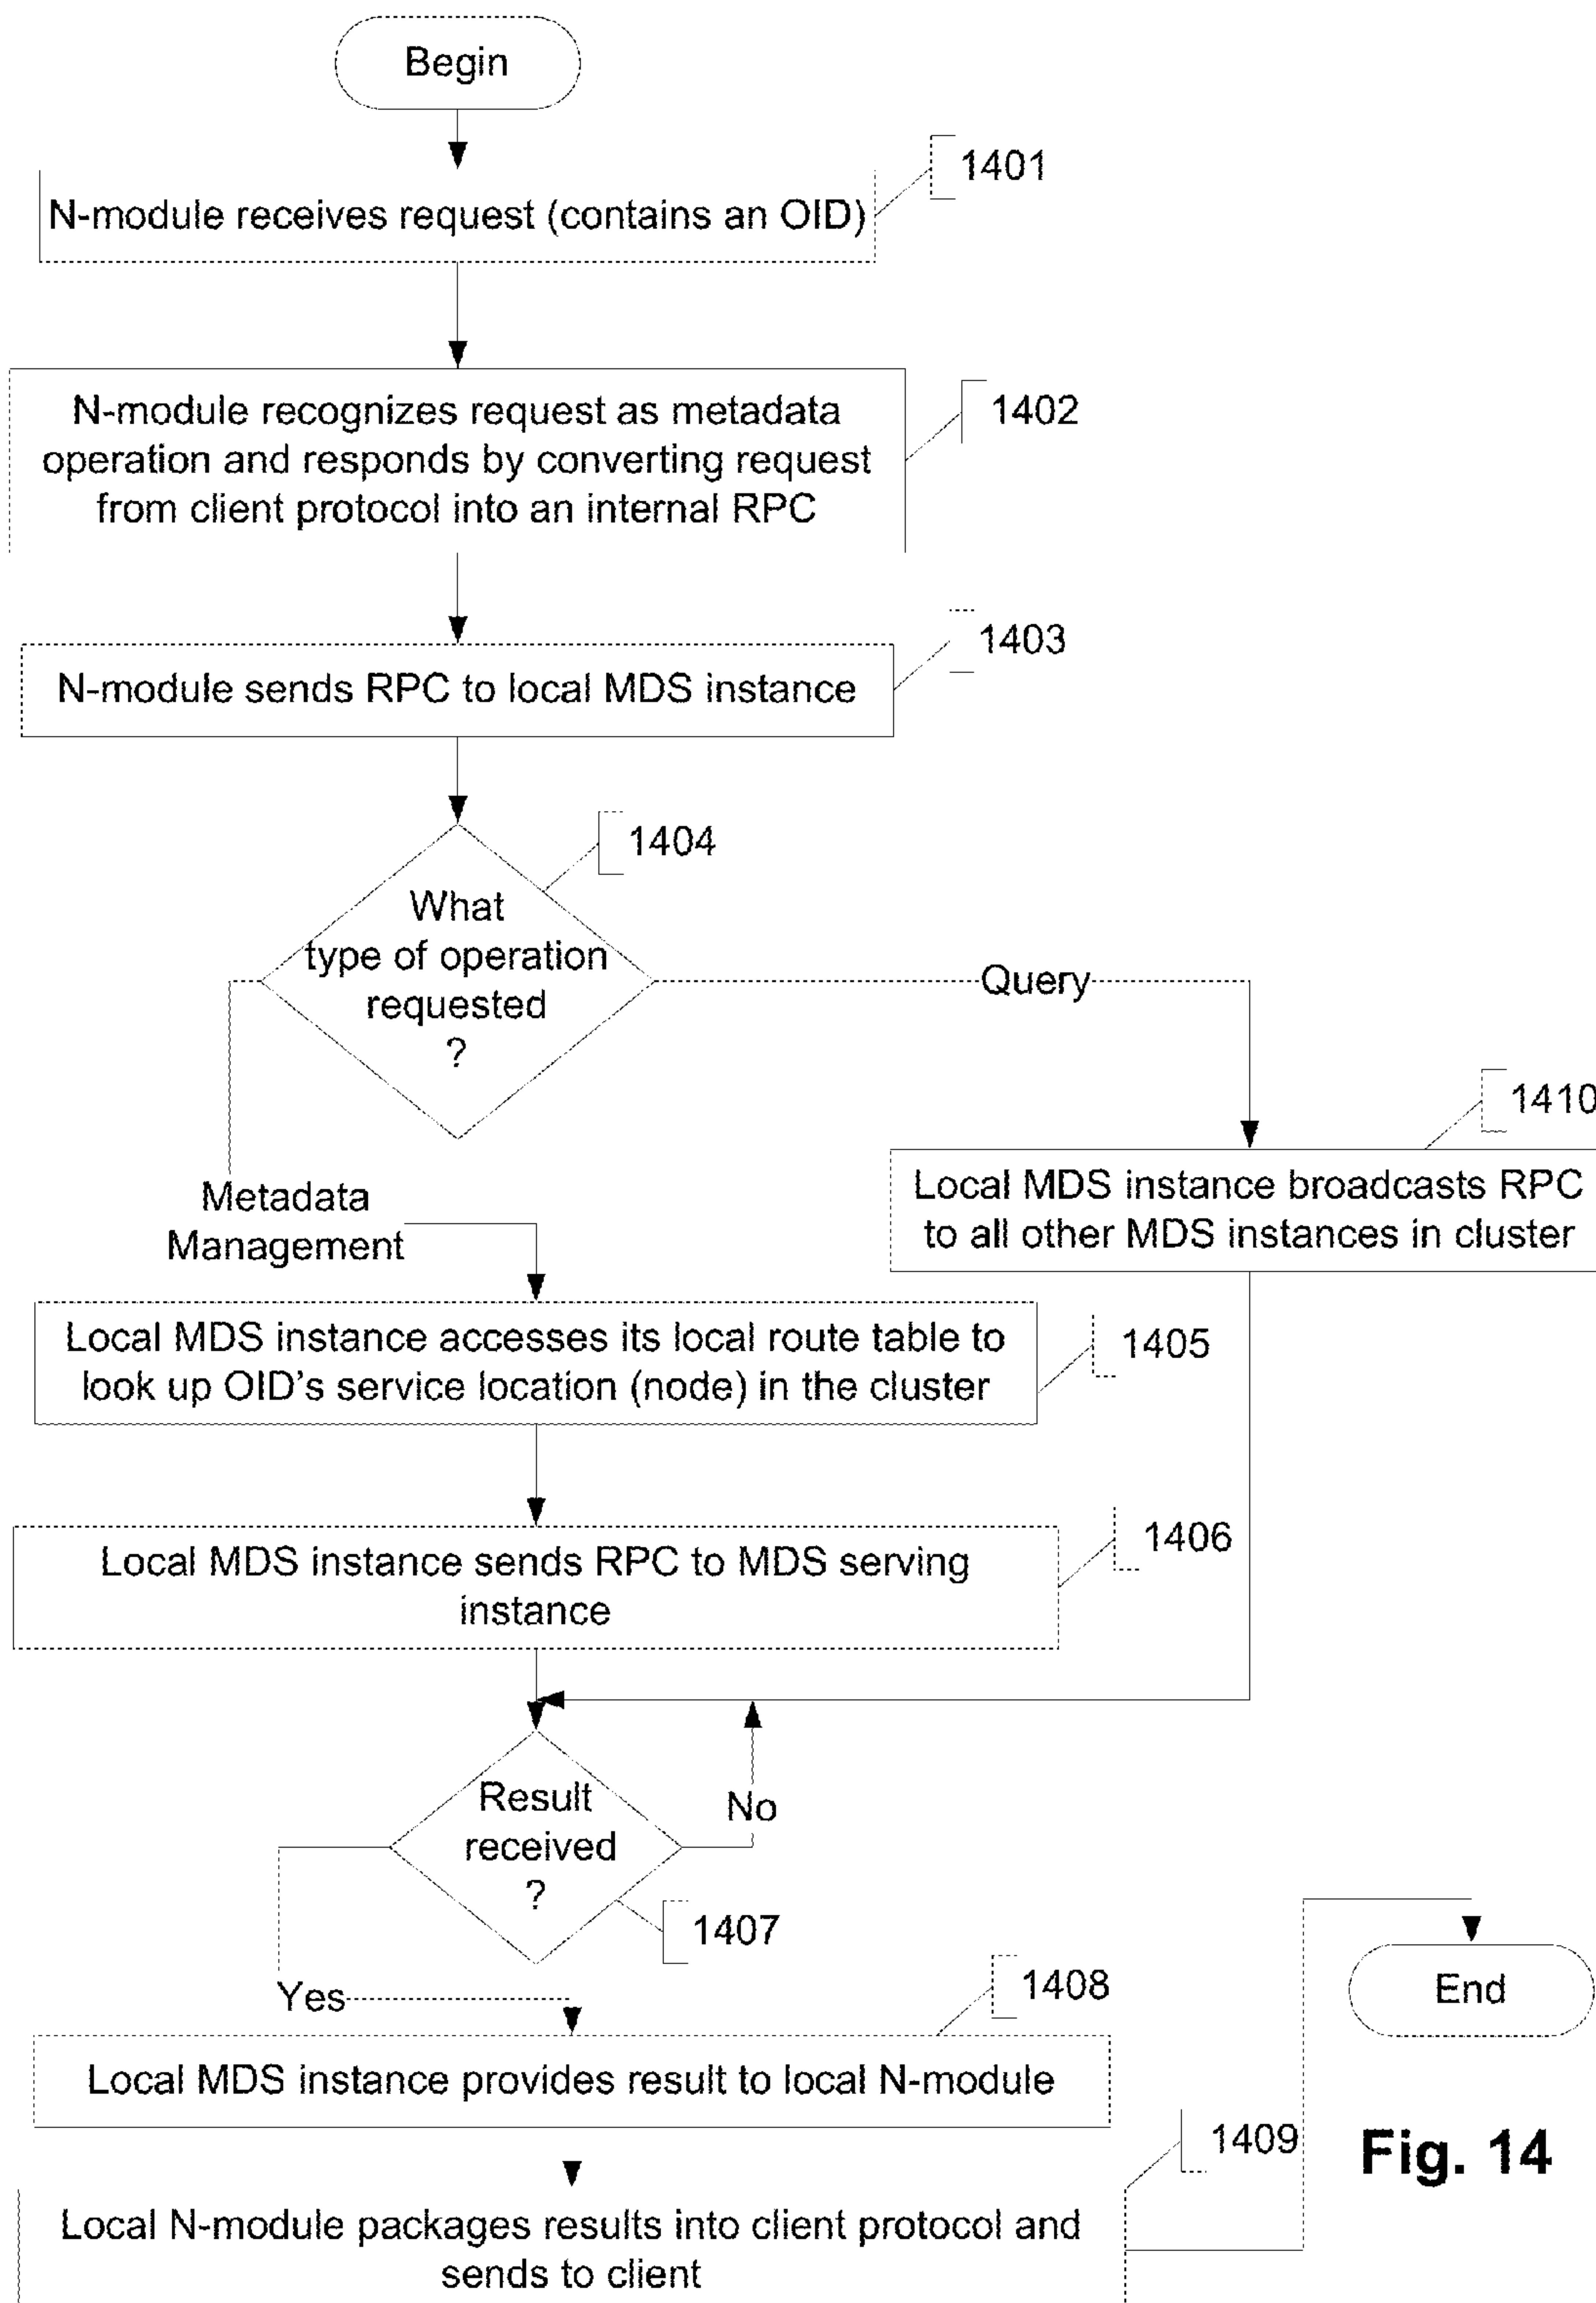 Begin
1401
N-module receives request (contains an OID)
1402
N-module recognizes request as metadata
operation and responds by converting request
from client protocol into an internal RPC
1403
N-module sends RPC to local MDS instance
1404
What
type of operation
requested
?
Query
1410
Local MDS instance broadcasts RPC
to all other MDS instances in cluster
Metadata
Management
Local MDS instance accesses its local route table to
look up OID's service location (node) in the cluster
1405
Local MDS instance sends RPC to MDS serving
instance
1406
Result
received
?
No
1407
Yes
1408
Local MDS instance provides result to local N-module
1409
Local N-module packages results into client protocol and
sends to client
End
Fig. 14